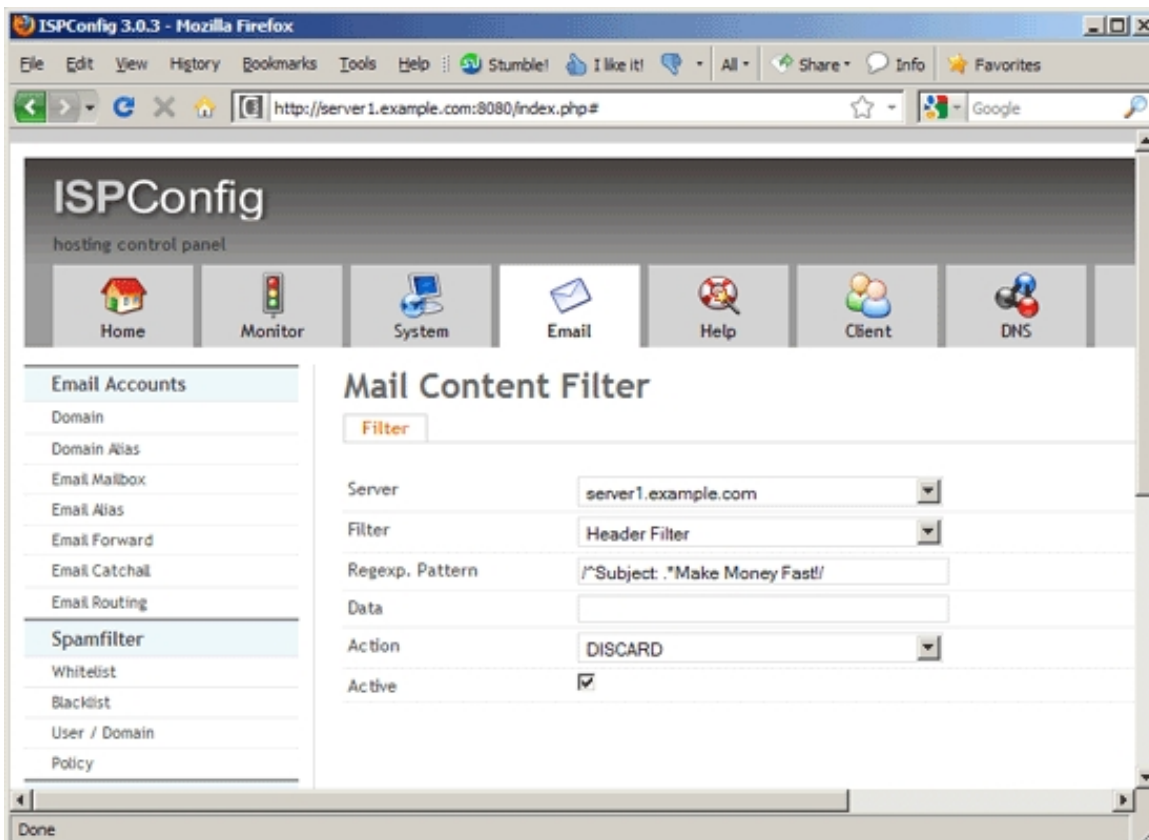 ISPConfig 3.0.3 - Mozilla Firefox
File Edit View History Bookmarks Tools Help Stumble! I like it! All Share Info Favorites
http://server1.example.com:8080/index.php# Google
ISPConfig
hosting control panel
Home Monitor System Email Help Client DNS
Email Accounts
Domain
Domain Alias
Email Mailbox
Email Alias
Email Forward
Email Catchall
Email Routing
Spamfilter
Whitelist
Blacklist
User / Domain
Policy
Mail Content Filter
Filter
Server server1.example.com
Filter Header Filter
Regexp. Pattern /^Subject: .*Make Money Fast!/
Data
Action DISCARD
Active
Done